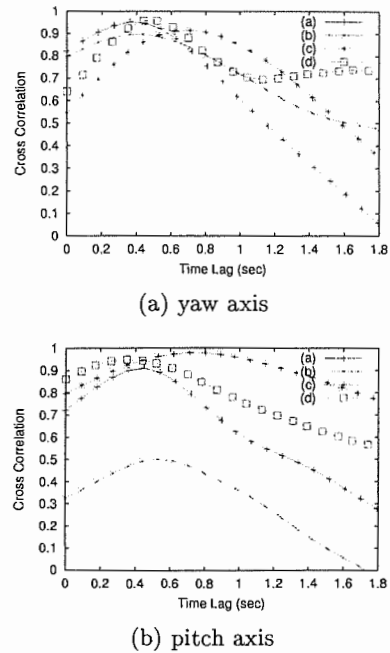 1
0.9
0.8
0.7
0.6
0.5
0.4
0.3
0.2
0.1
0
Cross Correlation
(a)
(b)
(c)
(d)
0 0.2 0.4 0.6 0.8 1 1.2 1.4 1.6 1.8
Time Lag (sec)
(a) yaw axis
1
0.9
0.8
0.7
0.6
0.5
0.4
0.3
0.2
0.1
0
Cross Correlation
(a)
(b)
(c)
(d)
0 0.2 0.4 0.6 0.8 1 1.2 1.4 1.6 1.8
Time Lag (sec)
(b) pitch axis